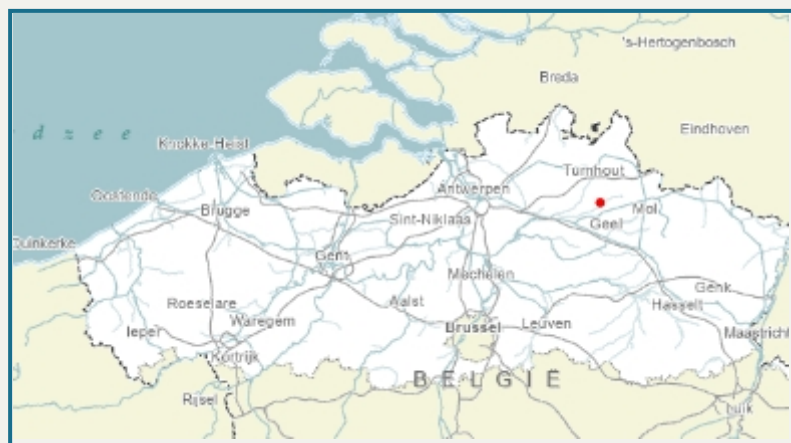 's-Hertogenbosch
Breda
d z e e
Eindhoven
Knokke-Heist
Turnhout
Antwerpen
Oostende
Brugge
Mol
Sint-Niklaas
Geel
Duinkerke
Gent
Mechelen
Genk
Roeselare
Aalst
Hasselt
Ieper
Waregem
Brussel
Leuven
Maastricht
Kortrijk
BELGIË
Rijsel
Luik